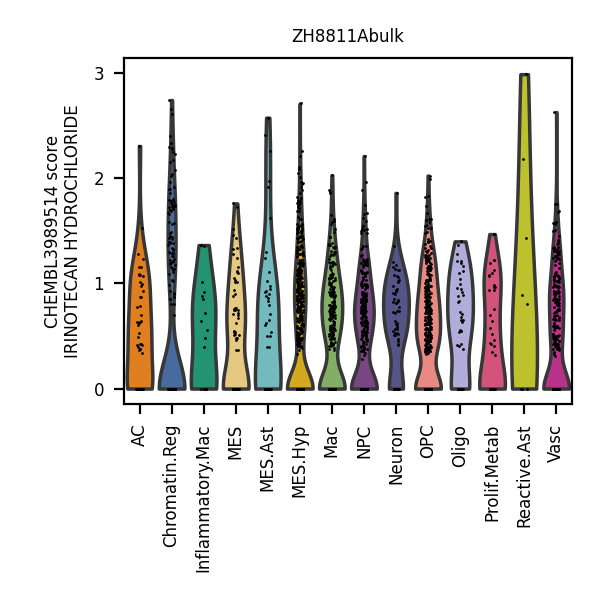 ZH8811Abulk
CHEMBL3989514 score
IRINOTECAN HYDROCHLORIDE
3
2
1
0
AC
Chromatin.Reg
Inflammatory.Mac
MES
MES.Ast
MES.Hyp
Mac
NPC
Neuron
OPC
Oligo
Prolif.Metab
Reactive.Ast
Vasc